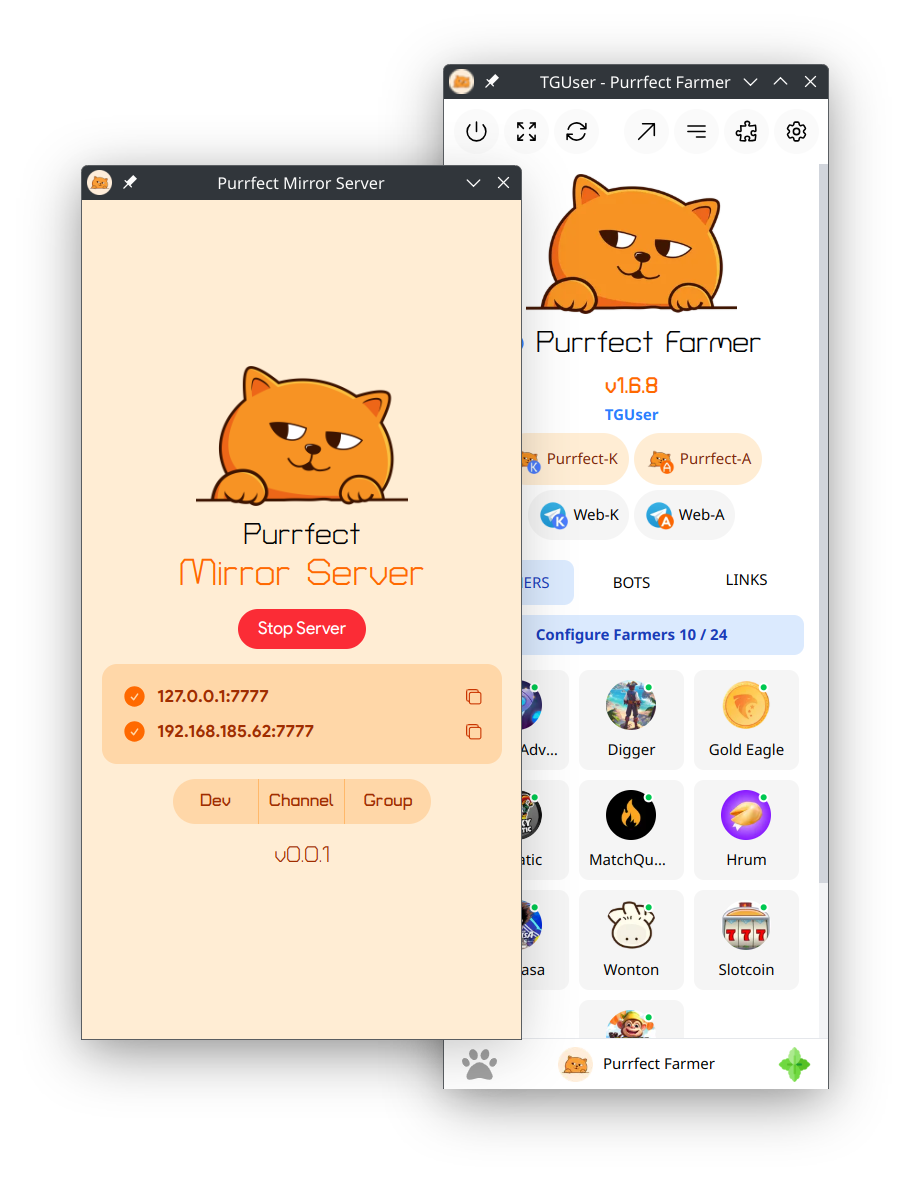 TGUser - Purrfect Farmer
Purrfect Mirror Server
Purrfect
Mirror Server
Stop Server
127.0.0.1:7777
192.168.185.62:7777
Dev Channel Group
v0.0.1
Purrfect Farmer
v1.6.8
TGUser
Purrfect-K Purrfect-A
K A
Web-K Web-A
K A
ERS BOTS LINKS
Configure Farmers 10 / 24
Adv... Digger Gold Eagle
atic MatchQu... Hrum
777
asa Wonton Slotcoin
Purrfect Farmer